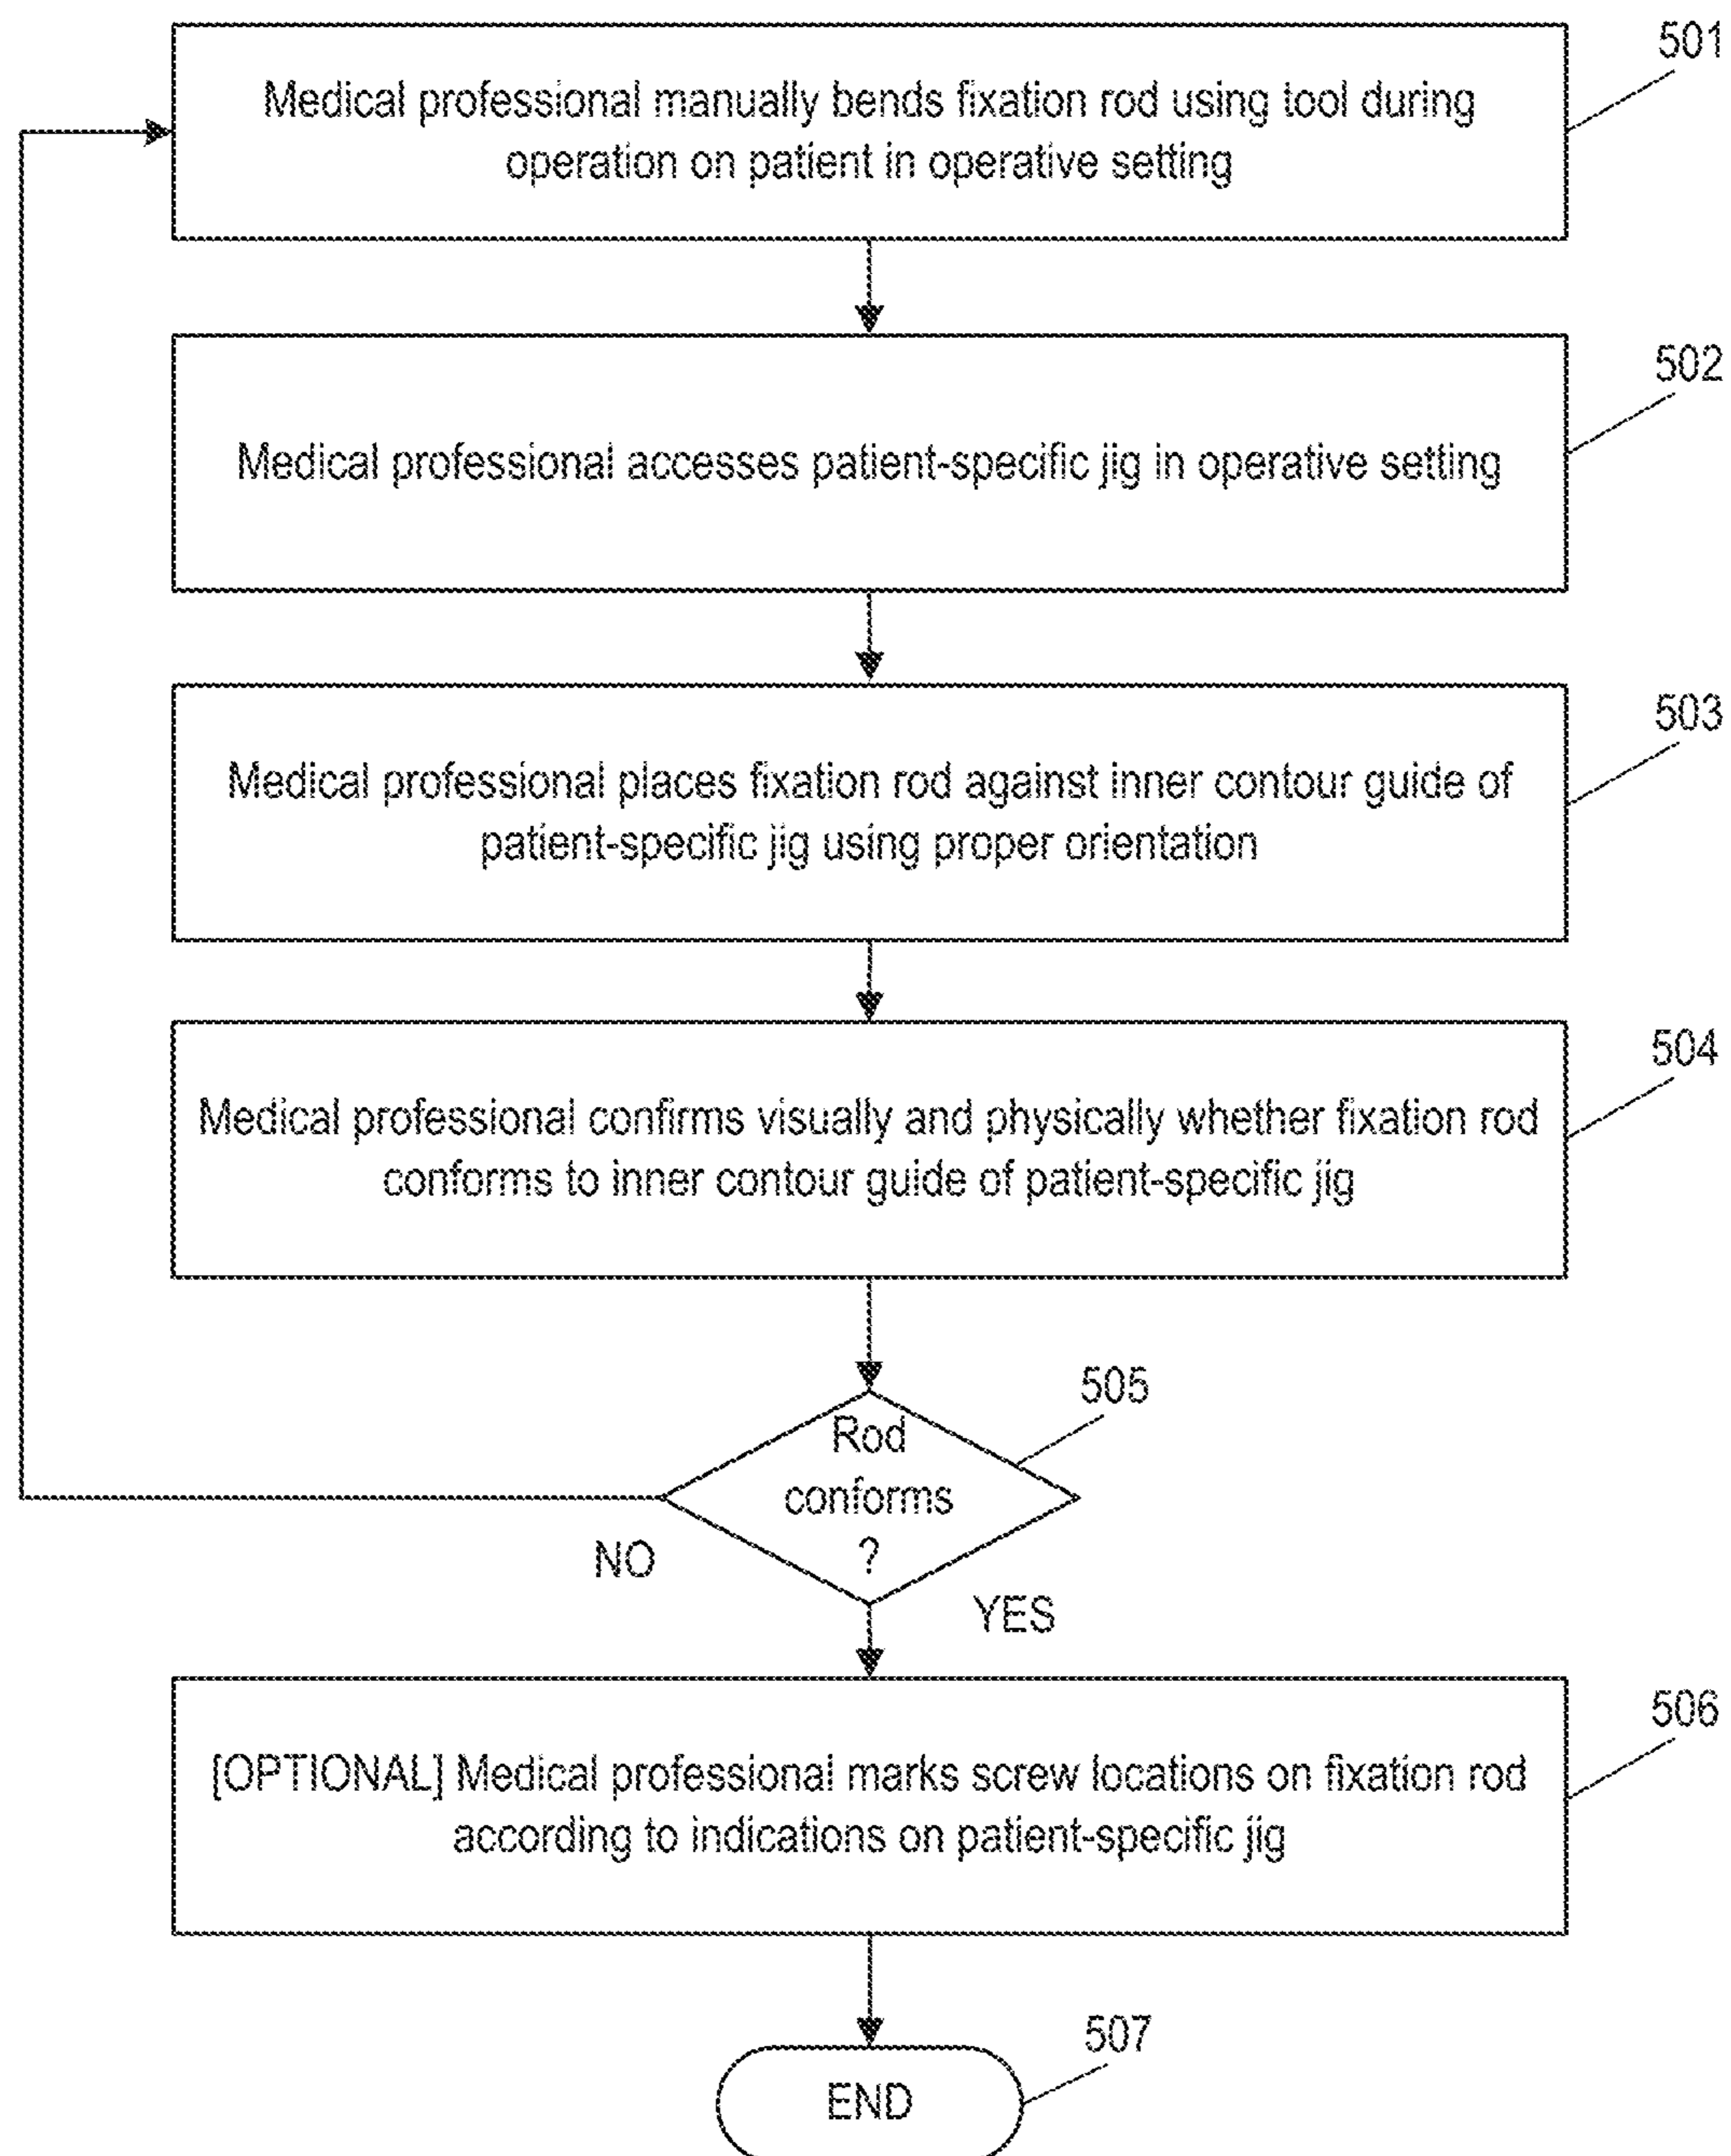 501
Medical professional manually bends fixation rod using tool during
operation on patient in operative setting
502
Medical professional accesses patient-specific jig in operative setting
503
Medical professional places fixation rod against inner contour guide of
patient-specific jig using proper orientation
504
Medical professional confirms visually and physically whether fixation rod
conforms to inner contour guide of patient-specific jig
505
Rod
conforms
?
NO
YES
506
[OPTIONAL] Medical professional marks screw locations on fixation rod
according to indications on patient-specific jig
507
END